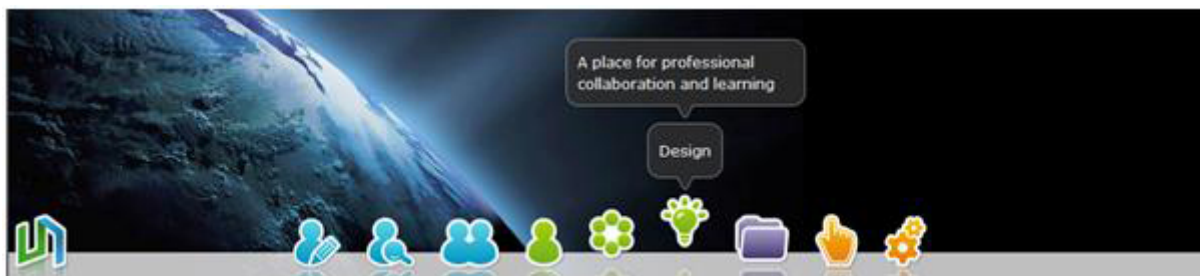 A place for professional
collaboration and learning
Design